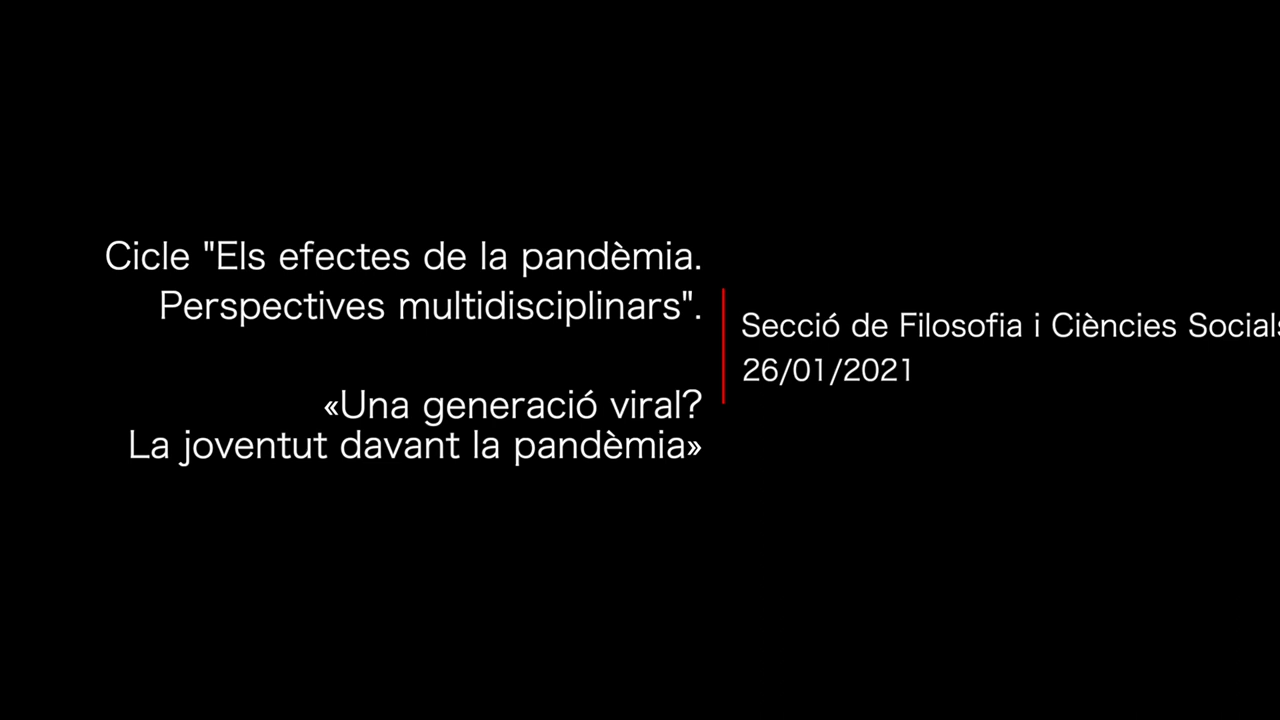 Cicle "Els efectes de la pandèmia.
Perspectives multidisciplinars".
«Una generació viral?
La joventut davant la pandèmia»
Secció de Filosofia i Ciències Socials
26/01/2021